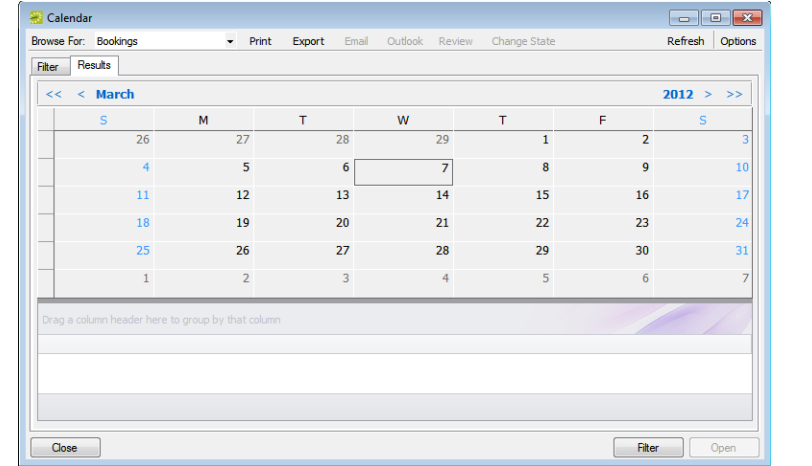 Calendar
Browse For: Bookings Print Export Email Outlook Review Change State Refresh Options
Filter Results
<< < March 2012 > >>
S M T W T F S
26 27 28 29 1 2 3
4 5 6 7 8 9 10
11 12 13 14 15 16 17
18 19 20 21 22 23 24
25 26 27 28 29 30 31
1 2 3 4 5 6 7
Drag a column header here to group by that column
Close Filter Open